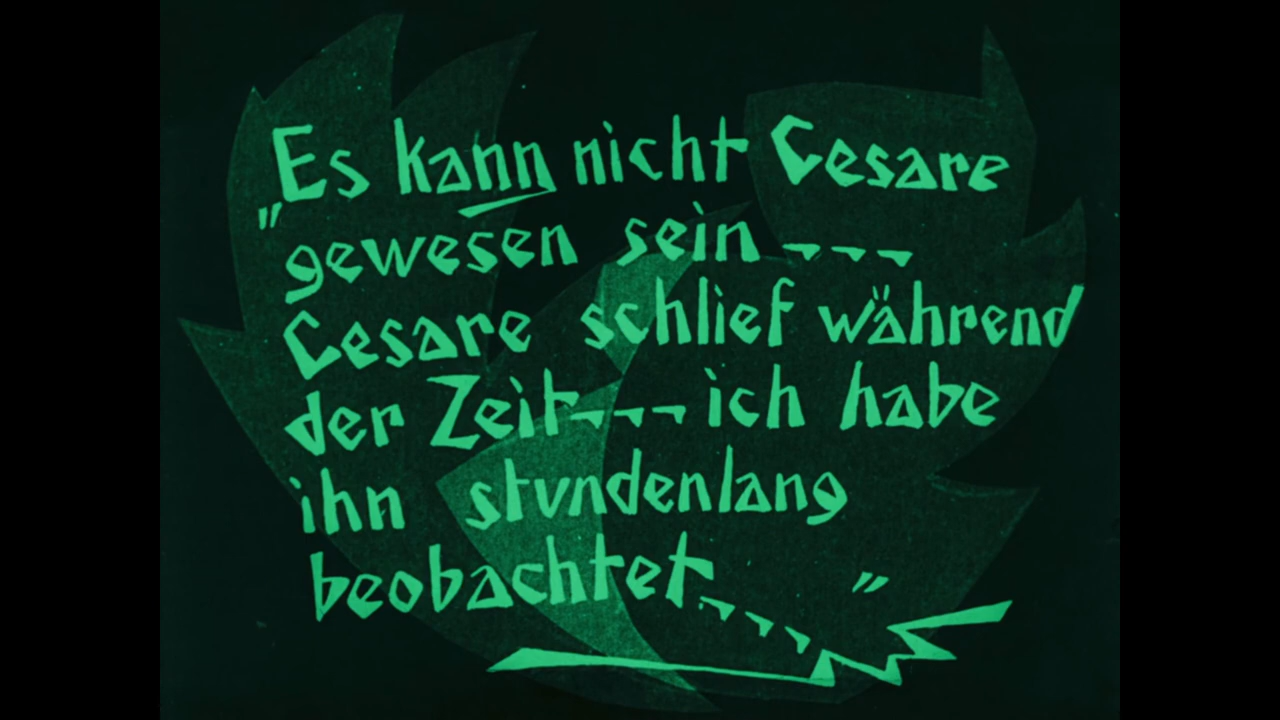 „Es kann nicht Cesare
gewesen sein - - -
Cesare schlief während
der Zeit - - - ich habe
ihn stundenlang
beobachtet - - - - "